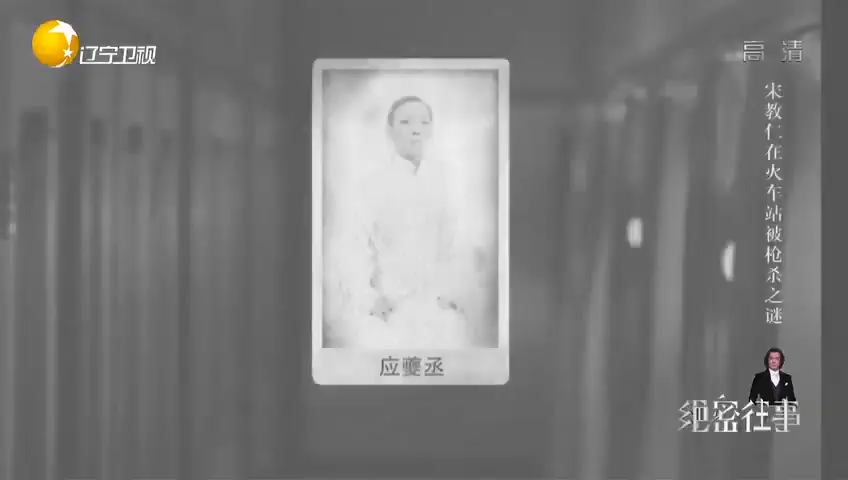 辽宁卫视
高清
宋教仁在火车站被枪杀之谜
应夔丞
绝密往事